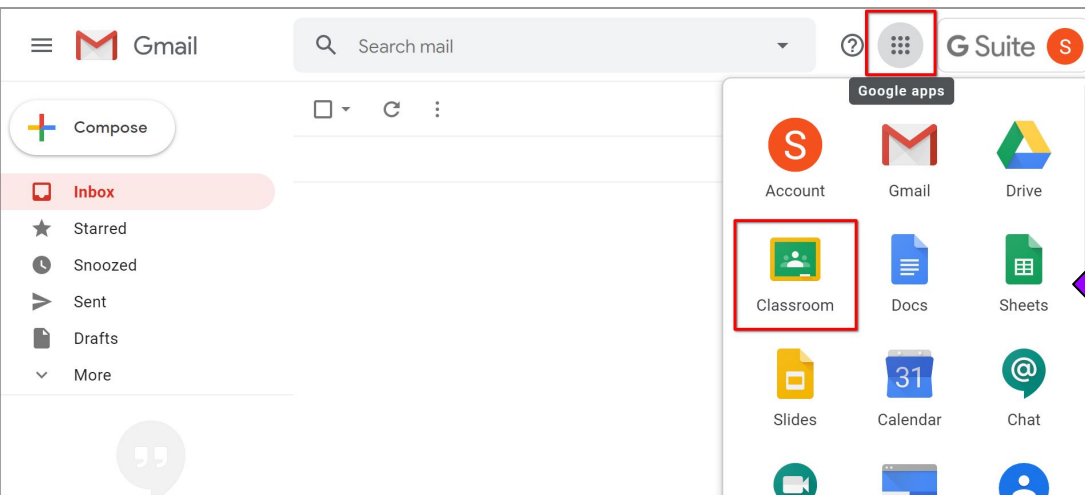 Gmail
Search mail
G Suite S
Google apps
Compose
S
Account
Gmail
Drive
Inbox
Starred
Snoozed
Sent
Drafts
More
Classroom
Docs
Sheets
31
@
Slides
Calendar
Chat